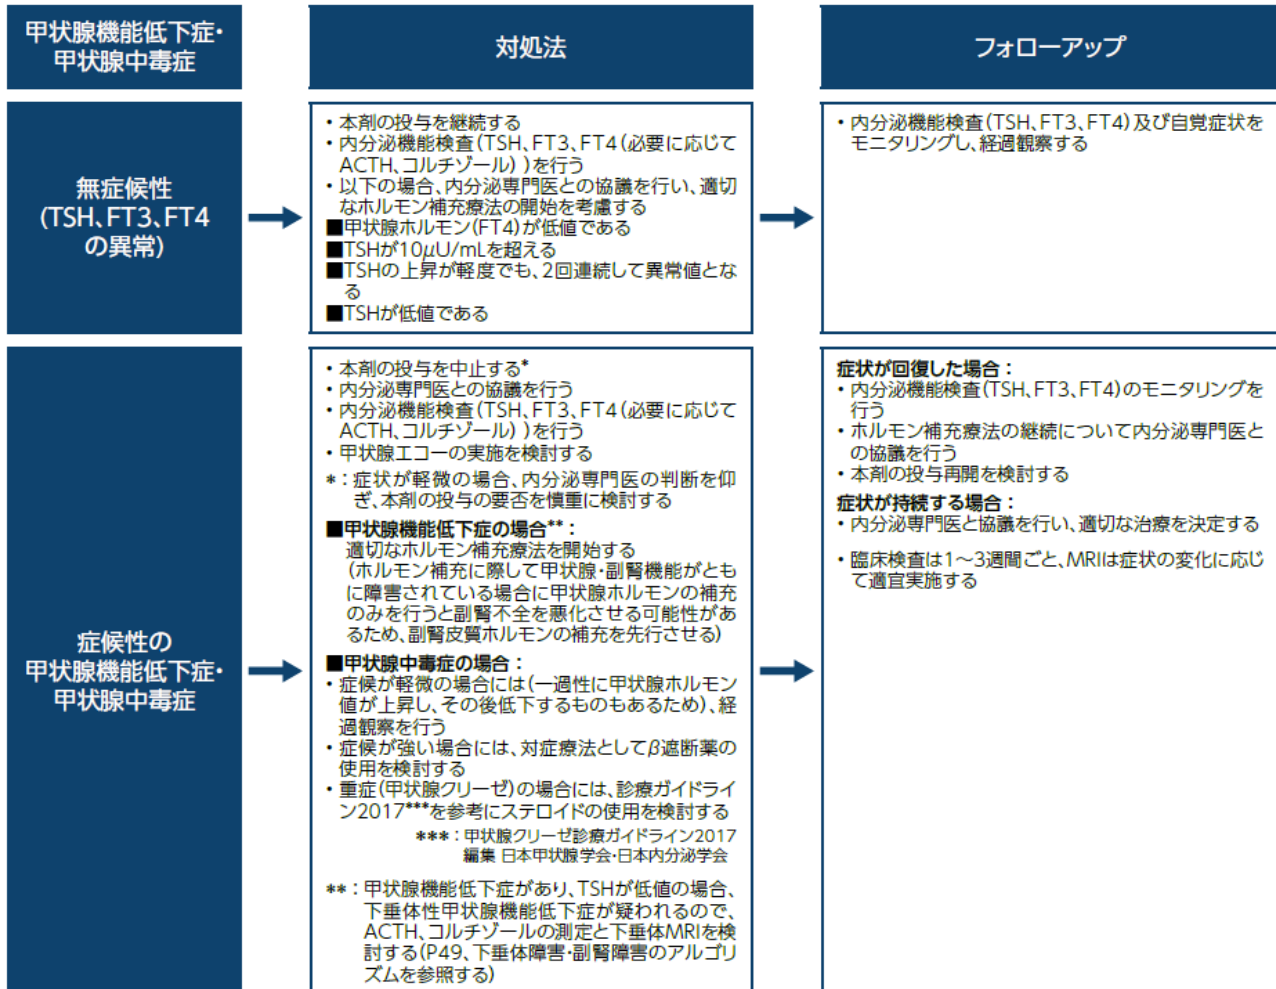 甲状腺機能低下症・
甲状腺中毒症
対処法
フォローアップ
無症候性
(TSH、FT3、FT4
の異常)
・本剤の投与を継続する
・内分泌機能検査(TSH、FT3、FT4(必要に応じて
ACTH、コルチゾール) )を行う
・以下の場合、内分泌専門医との協議を行い、適切
なホルモン補充療法の開始を考慮する
■甲状腺ホルモン(FT4)が低値である
■TSHが10μU/mLを超える
■TSHの上昇が軽度でも、2回連続して異常値とな
る
■TSHが低値である
・内分泌機能検査(TSH、FT3、FT4)及び自覚症状を
モニタリングし、経過観察する
症候性の
甲状腺機能低下症・
甲状腺中毒症
・本剤の投与を中止する*
・内分泌専門医との協議を行う
・内分泌機能検査(TSH、FT3、FT4(必要に応じて
ACTH、コルチゾール) )を行う
・甲状腺エコーの実施を検討する
*：症状が軽微の場合、内分泌専門医の判断を仰
ぎ、本剤の投与の要否を慎重に検討する
■甲状腺機能低下症の場合**：
適切なホルモン補充療法を開始する
(ホルモン補充に際して甲状腺・副腎機能がとも
に障害されている場合に甲状腺ホルモンの補充
のみを行うと副腎不全を悪化させる可能性があ
るため、副腎皮質ホルモンの補充を先行させる)
■甲状腺中毒症の場合：
・症候が軽微の場合には(一過性に甲状腺ホルモン
値が上昇し、その後低下するものもあるため)、経
過観察を行う
・症候が強い場合には、対症療法としてβ遮断薬の
使用を検討する
・重症(甲状腺クリーゼ)の場合には、診療ガイドライ
ン2017***を参考にステロイドの使用を検討する
***：甲状腺クリーゼ診療ガイドライン2017
編集 日本甲状腺学会・日本内分泌学会
**：甲状腺機能低下症があり、TSHが低値の場合、
下垂体性甲状腺機能低下症が疑われるので、
ACTH、コルチゾールの測定と下垂体MRIを検
討する(P49、下垂体障害・副腎障害のアルゴリ
ズムを参照する)
症状が回復した場合：
・内分泌機能検査(TSH、FT3、FT4)のモニタリングを
行う
・ホルモン補充療法の継続について内分泌専門医と
の協議を行う
・本剤の投与再開を検討する
症状が持続する場合：
・内分泌専門医と協議を行い、適切な治療を決定する
・臨床検査は1〜3週間ごと、MRIは症状の変化に応じ
て適宜実施する